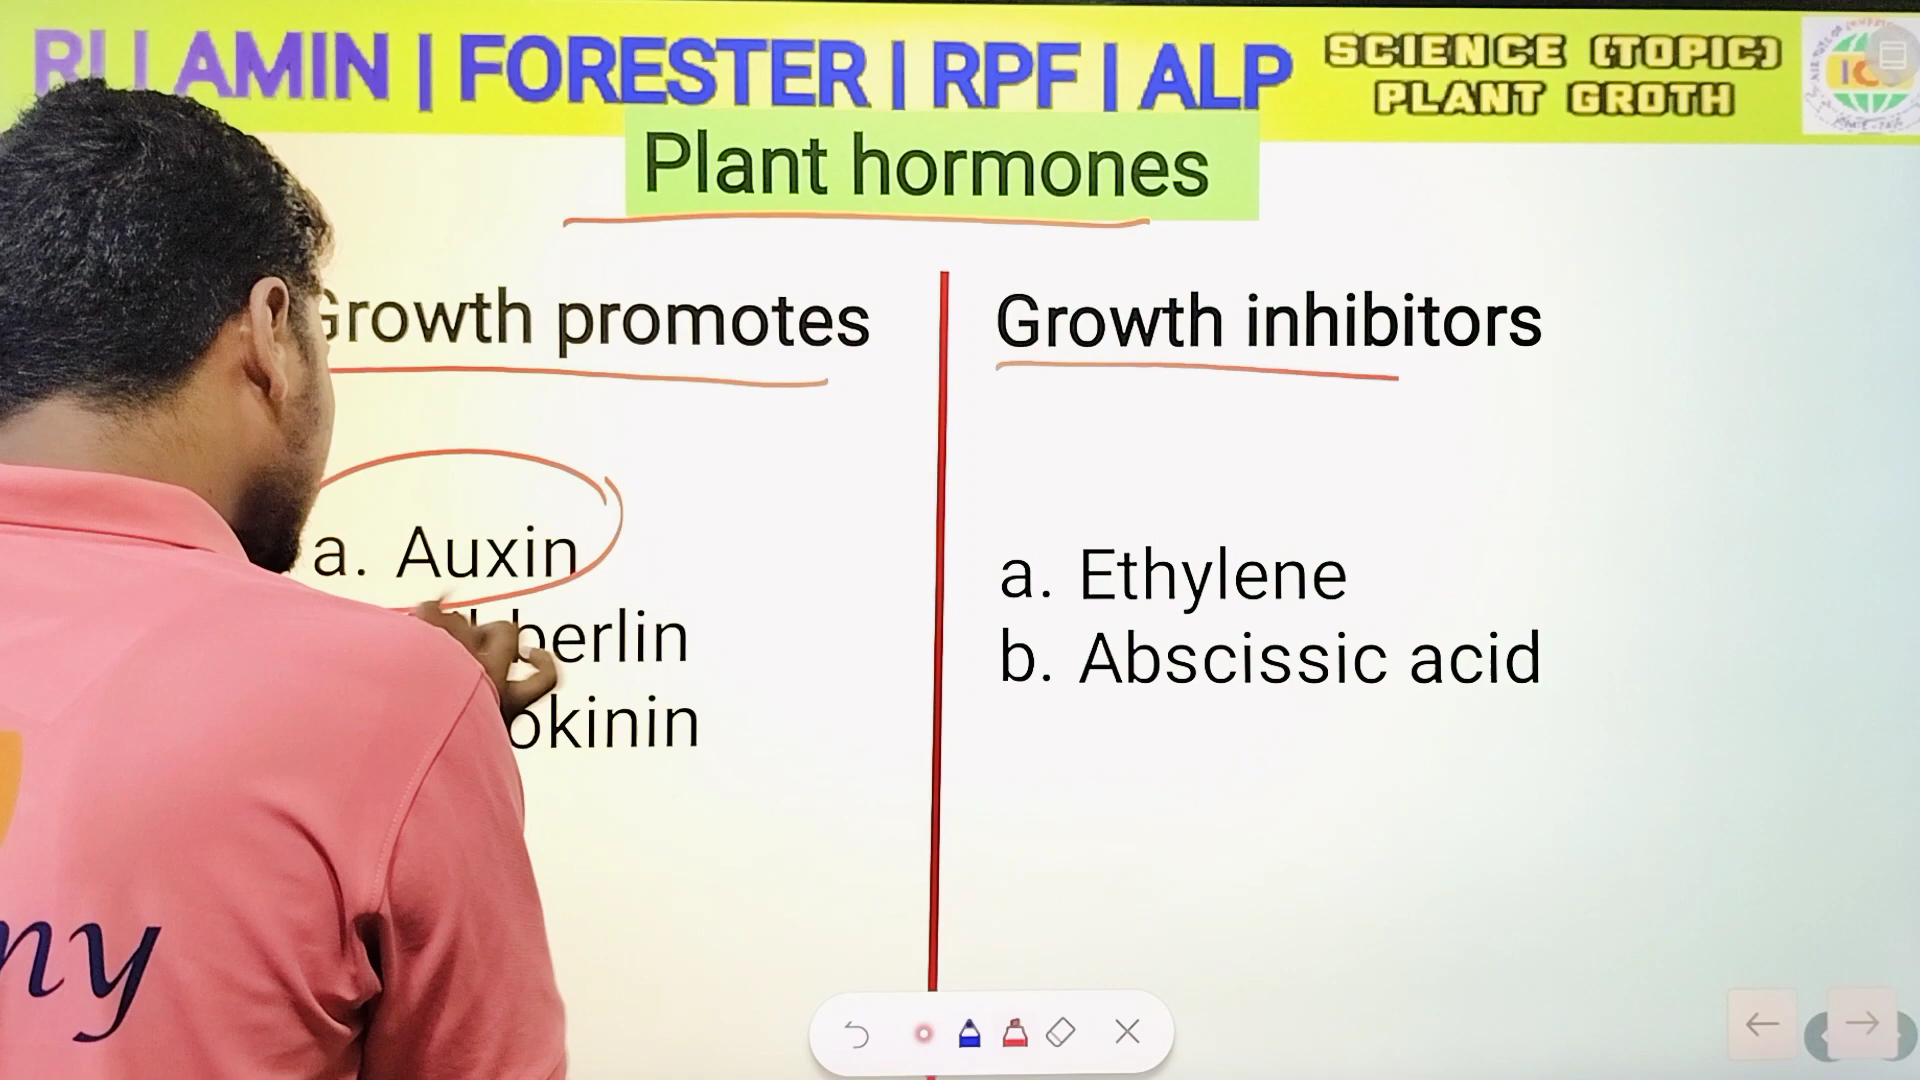 RI | AMIN | FORESTER | RPF | ALP
SCIENCE (TOPIC)
PLANT GROTH
Plant hormones
Growth promotes
Growth inhibitors
a. Auxin
berlin
okinin
a. Ethylene
b. Abscissic acid
ny